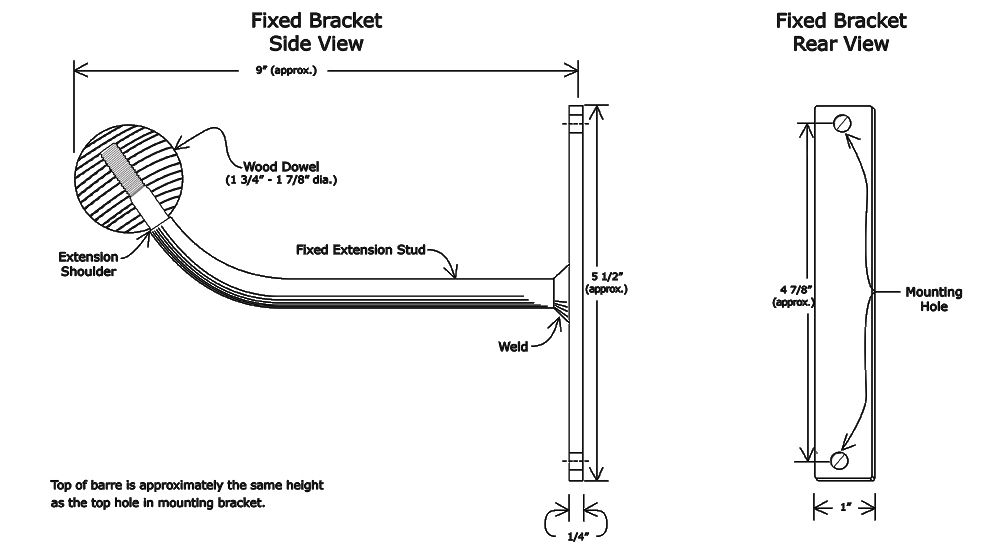 Fixed Bracket
Side View
Fixed Bracket
Rear View
9" (approx.)
Wood Dowel
(1 3/4" - 1 7/8" dia.)
Extension
Shoulder
Fixed Extension Stud
5 1/2"
(approx.)
4 7/8"
(approx.)
Mounting
Hole
Weld
Top of barre is approximately the same height
as the top hole in mounting bracket.
1"
1/4"